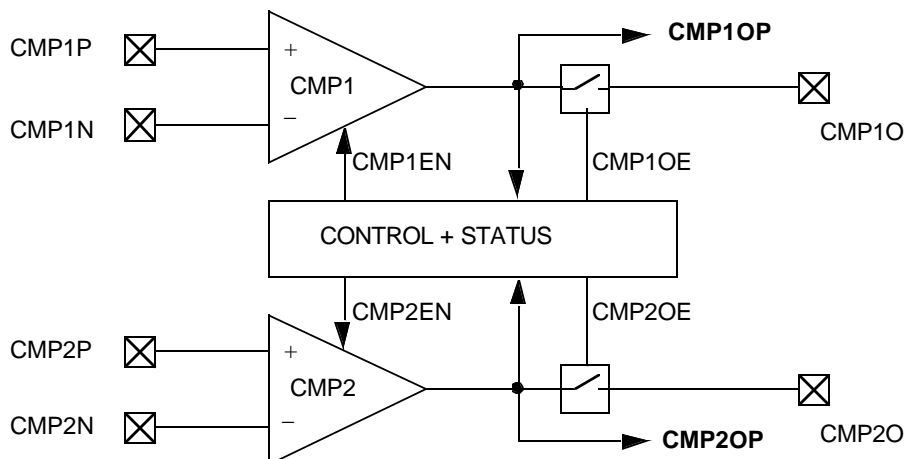 CMP1OP
CMP1P
+
CMP1
CMP1N
−
CMP1O
CMP1EN
CMP1OE
CONTROL + STATUS
CMP2EN
CMP2OE
CMP2P
+
CMP2
CMP2N
−
CMP2O
CMP2OP